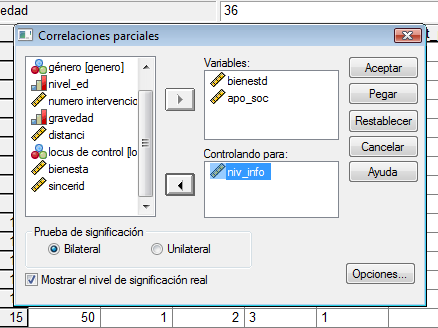 edad
36
Correlaciones parciales
género [genero]
nivel_ed
numero intervencio
gravedad
distanci
locus de control [lo
bienesta
sincerid
Variables:
bienestd
apo_soc
Controlando para:
niv_info
Aceptar
Pegar
Restablecer
Cancelar
Ayuda
Prueba de significación
Bilateral
Unilateral
Mostrar el nivel de significación real
Opciones...
15 50 1 2 3 1